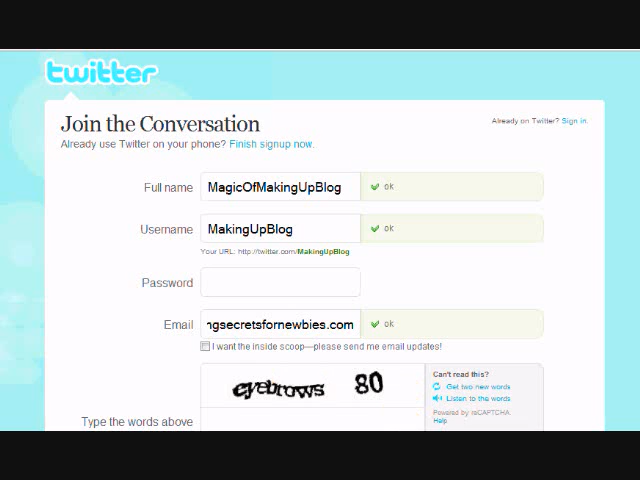 twitter
Join the Conversation
Already on Twitter? Sign in.
Already use Twitter on your phone? Finish signup now.
Full name MagicOfMakingUpBlog ok
Username MakingUpBlog ok
Your URL: http://twitter.com/MakingUpBlog
Password
Email ngsecretsfornewbies.com ok
I want the inside scoop—please send me email updates!
eyebrows 80
Can't read this?
Get two new words
Listen to the words
Powered by reCAPTCHA
Help
Type the words above